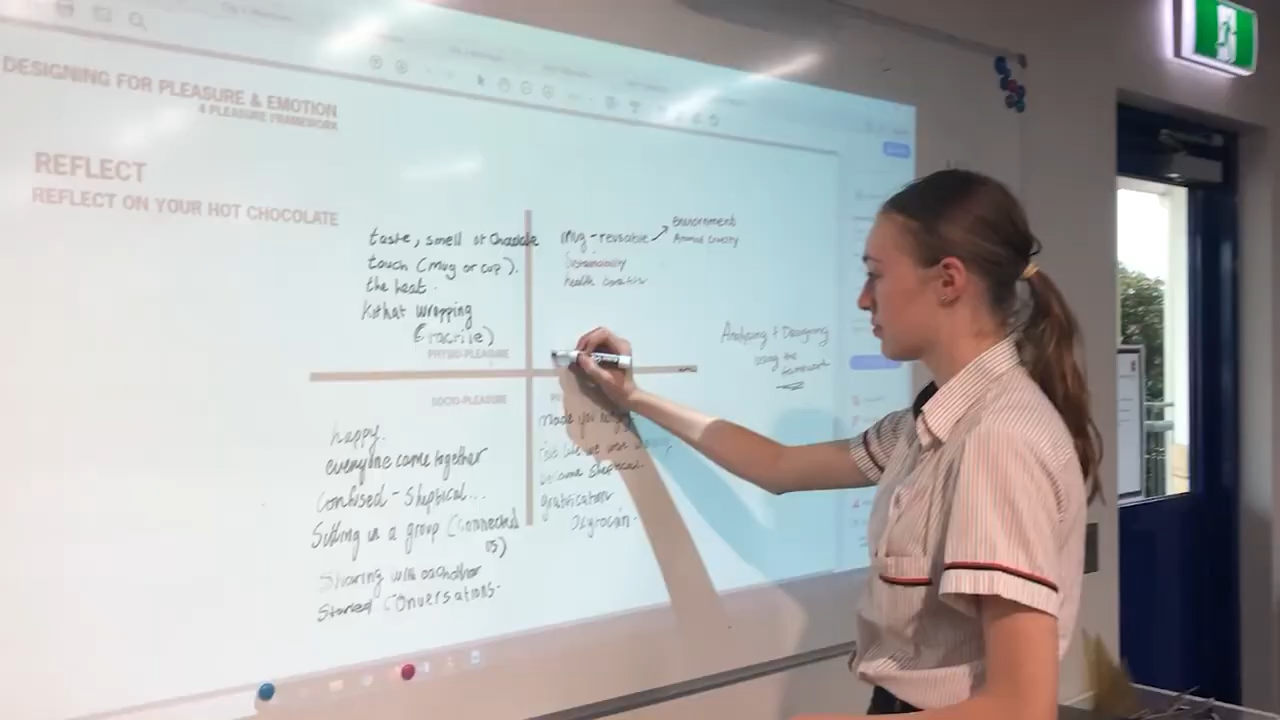 DESIGNING FOR PLEASURE & EMOTION
4 PLEASURE FRAMEWORK
REFLECT
REFLECT ON YOUR HOT CHOCOLATE
taste, smell of Chocolate
touch (mug or cup).
the heat.
Kitkat wrapping
PHYSIO-PLEASURE
Mug-reusable
Environment
Animal Cruelty
Sustainability
health
Analysing + Designing
using the
framework
SOCIO-PLEASURE
happy.
everyone came together
Confused - Skeptical...
Sitting in a group (connected
us)
Sharing with eachother
Started Conversations.
Made you
welcome skeptical.
gratification